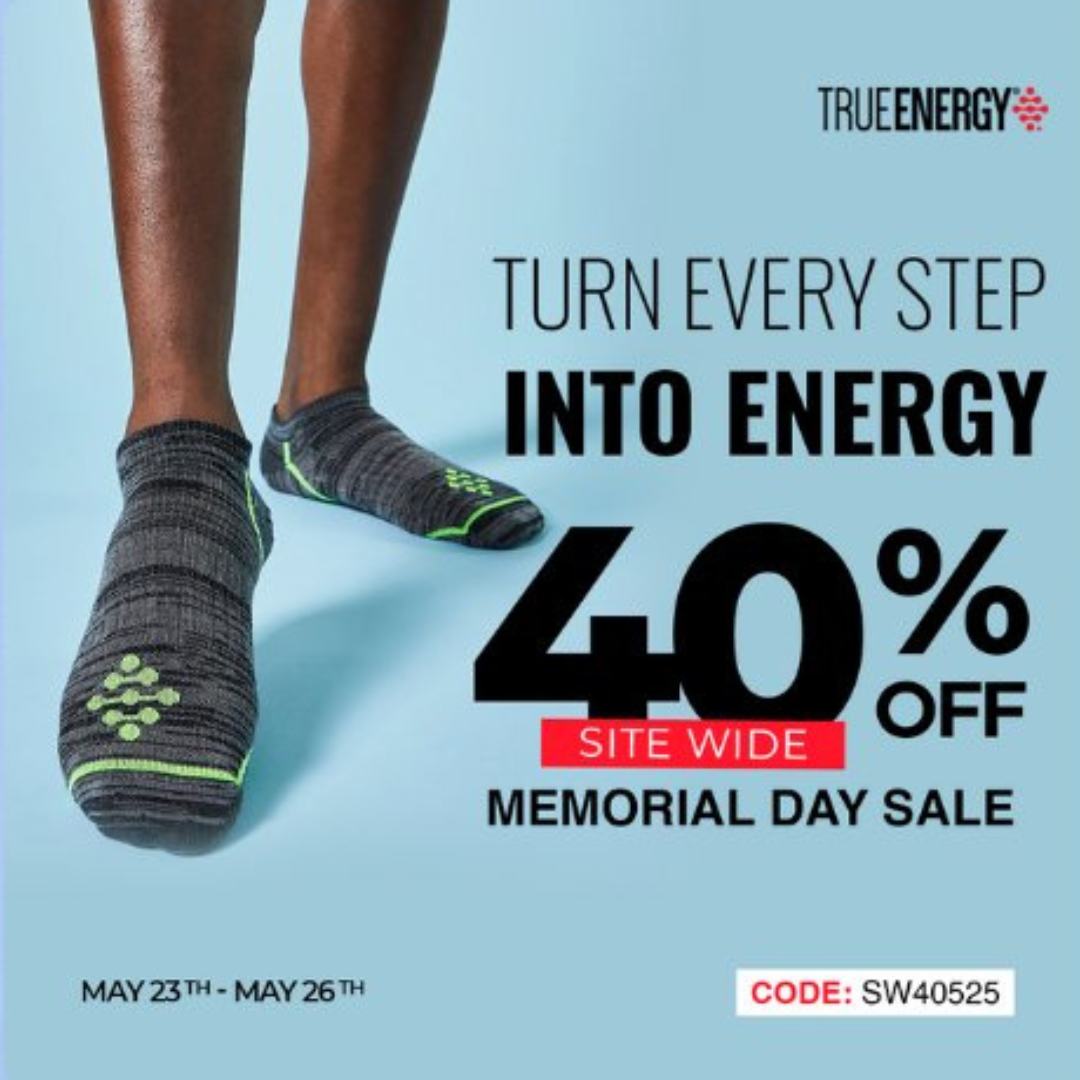 TRUEENERGY®
TURN EVERY STEP
INTO ENERGY
40%
OFF
SITE WIDE
MEMORIAL DAY SALE
MAY 23TH - MAY 26TH
CODE: SW40525